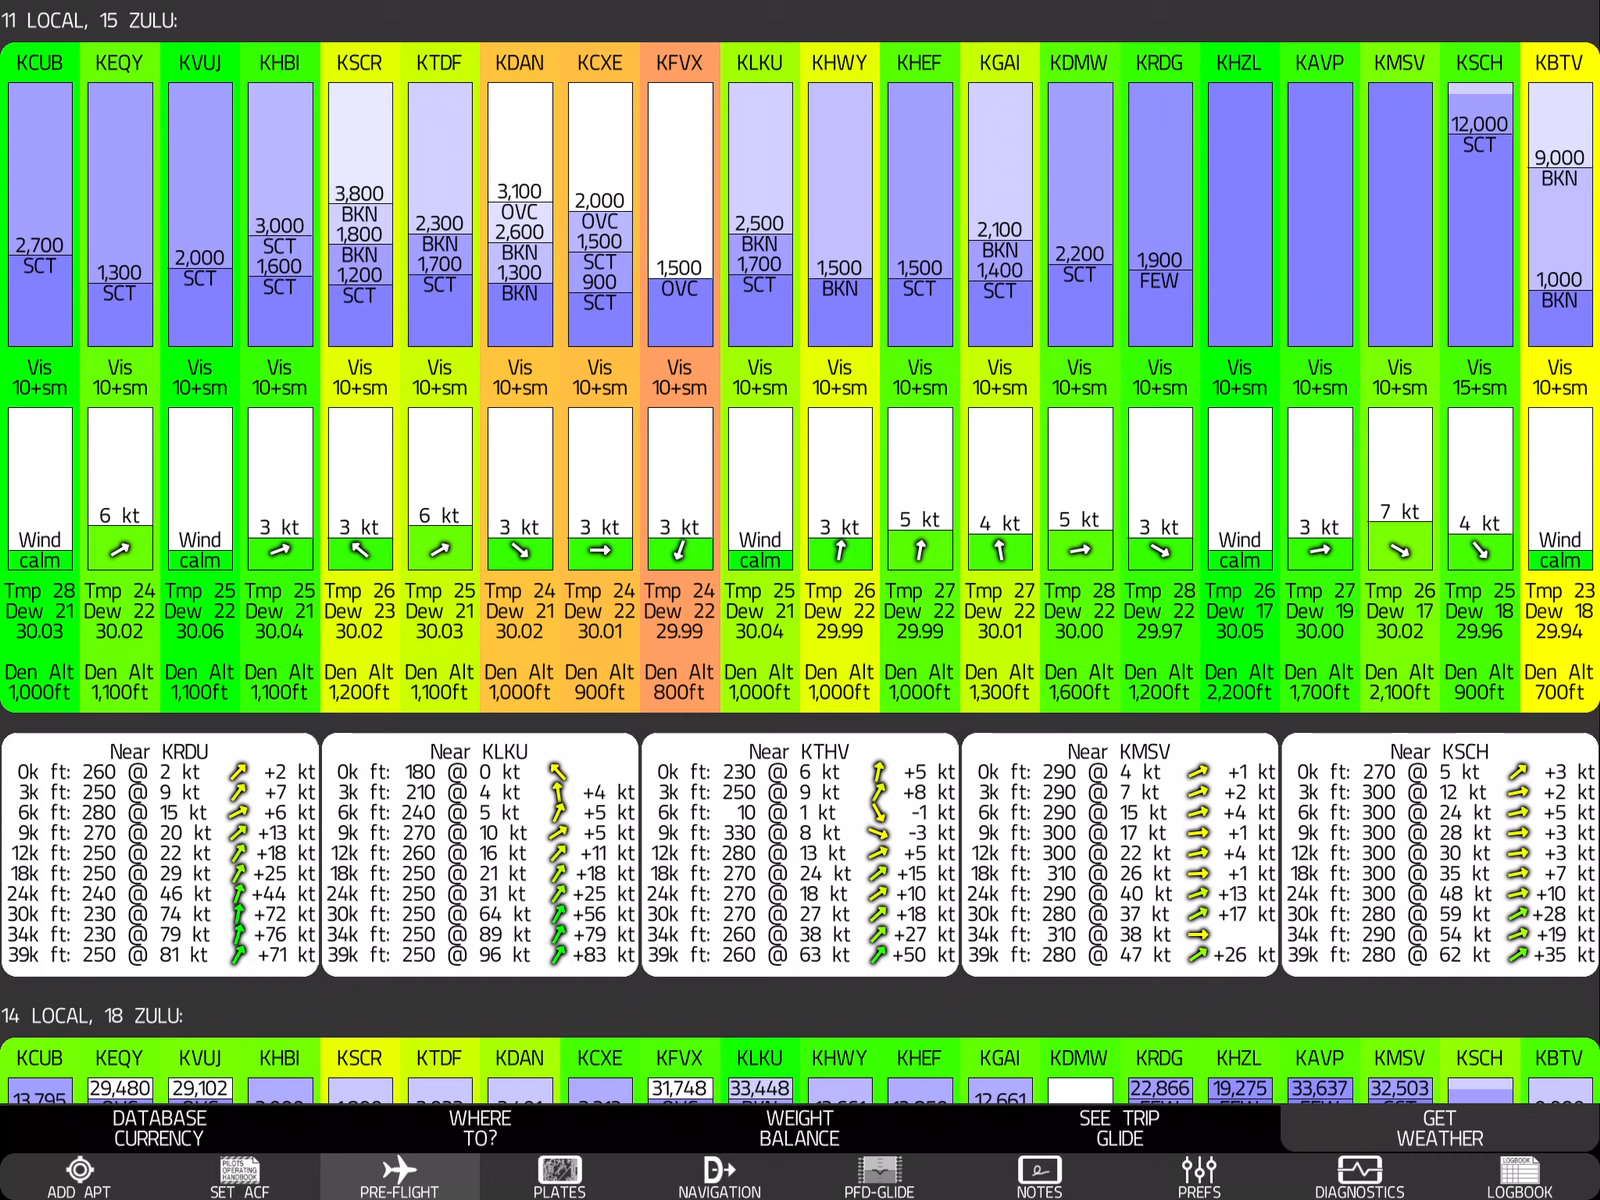 11 LOCAL, 15 ZULU:
KCUB KEQY KVUJ KHBI KSCR KTDF KDAN KCXE KFVX KLKU KHWY KHEF KGAI KDMW KRDG KHZL KAVP KMSV KSCH KBTV
2,700
SCT
1,300
SCT
2,000
SCT
3,000
SCT
1,600
SCT
3,800
BKN
1,800
BKN
1,200
SCT
2,300
BKN
1,700
SCT
3,100
OVC
2,600
BKN
1,300
BKN
2,000
OVC
1,500
SCT
900
SCT
1,500
OVC
2,500
BKN
1,700
SCT
1,500
BKN
1,500
SCT
2,100
BKN
1,400
SCT
2,200
SCT
1,900
FEW
12,000
SCT
9,000
BKN
1,000
BKN
Vis Vis Vis Vis Vis Vis Vis Vis Vis Vis Vis Vis Vis Vis Vis Vis Vis Vis Vis Vis
10+sm 10+sm 10+sm 10+sm 10+sm 10+sm 10+sm 10+sm 10+sm 10+sm 10+sm 10+sm 10+sm 10+sm 10+sm 10+sm 10+sm 10+sm 15+sm 10+sm
Wind 6 kt Wind 3 kt 3 kt 6 kt 3 kt 3 kt 3 kt Wind 3 kt 5 kt 4 kt 5 kt 3 kt Wind 3 kt 7 kt 4 kt Wind
calm calm calm calm calm
Tmp 28 Tmp 24 Tmp 25 Tmp 25 Tmp 26 Tmp 25 Tmp 24 Tmp 24 Tmp 24 Tmp 25 Tmp 26 Tmp 27 Tmp 27 Tmp 28 Tmp 28 Tmp 26 Tmp 27 Tmp 26 Tmp 25 Tmp 23
Dew 21 Dew 22 Dew 22 Dew 21 Dew 23 Dew 21 Dew 21 Dew 22 Dew 22 Dew 21 Dew 22 Dew 22 Dew 22 Dew 22 Dew 22 Dew 17 Dew 19 Dew 17 Dew 18 Dew 18
30.03 30.02 30.06 30.04 30.02 30.03 30.02 30.01 29.99 30.04 29.99 29.99 30.01 30.00 29.97 30.05 30.00 30.02 29.96 29.94
Den Alt Den Alt Den Alt Den Alt Den Alt Den Alt Den Alt Den Alt Den Alt Den Alt Den Alt Den Alt Den Alt Den Alt Den Alt Den Alt Den Alt Den Alt Den Alt Den Alt
1,000ft 1,100ft 1,100ft 1,100ft 1,200ft 1,100ft 1,000ft 900ft 800ft 1,000ft 1,000ft 1,000ft 1,300ft 1,600ft 1,200ft 2,200ft 1,700ft 2,100ft 900ft 700ft
Near KRDU
0k ft: 260 @ 2 kt +2 kt
3k ft: 250 @ 9 kt +7 kt
6k ft: 280 @ 15 kt +6 kt
9k ft: 270 @ 20 kt +13 kt
12k ft: 250 @ 22 kt +18 kt
18k ft: 250 @ 29 kt +25 kt
24k ft: 240 @ 46 kt +44 kt
30k ft: 230 @ 74 kt +72 kt
34k ft: 230 @ 79 kt +76 kt
39k ft: 250 @ 81 kt +71 kt
Near KLKU
0k ft: 180 @ 0 kt
3k ft: 210 @ 4 kt +4 kt
6k ft: 240 @ 5 kt +5 kt
9k ft: 270 @ 10 kt +5 kt
12k ft: 260 @ 16 kt +11 kt
18k ft: 250 @ 21 kt +18 kt
24k ft: 250 @ 31 kt +25 kt
30k ft: 250 @ 64 kt +56 kt
34k ft: 250 @ 89 kt +79 kt
39k ft: 250 @ 96 kt +83 kt
Near KTHV
0k ft: 230 @ 6 kt +5 kt
3k ft: 250 @ 9 kt +8 kt
6k ft: 10 @ 1 kt -1 kt
9k ft: 330 @ 8 kt -3 kt
12k ft: 280 @ 13 kt +5 kt
18k ft: 270 @ 24 kt +15 kt
24k ft: 270 @ 18 kt +10 kt
30k ft: 270 @ 27 kt +18 kt
34k ft: 260 @ 38 kt +27 kt
39k ft: 260 @ 63 kt +50 kt
Near KMSV
0k ft: 290 @ 4 kt +1 kt
3k ft: 290 @ 7 kt +2 kt
6k ft: 290 @ 15 kt +4 kt
9k ft: 300 @ 17 kt +1 kt
12k ft: 300 @ 22 kt +4 kt
18k ft: 310 @ 26 kt +1 kt
24k ft: 290 @ 40 kt +13 kt
30k ft: 280 @ 37 kt +17 kt
34k ft: 310 @ 38 kt
39k ft: 280 @ 47 kt +26 kt
Near KSCH
0k ft: 270 @ 5 kt +3 kt
3k ft: 300 @ 12 kt +2 kt
6k ft: 300 @ 24 kt +5 kt
9k ft: 300 @ 28 kt +3 kt
12k ft: 300 @ 30 kt +3 kt
18k ft: 300 @ 35 kt +7 kt
24k ft: 300 @ 48 kt +10 kt
30k ft: 280 @ 59 kt +28 kt
34k ft: 290 @ 54 kt +19 kt
39k ft: 280 @ 62 kt +35 kt
14 LOCAL, 18 ZULU:
KCUB KEQY KVUJ KHBI KSCR KTDF KDAN KCXE KFVX KLKU KHWY KHEF KGAI KDMW KRDG KHZL KAVP KMSV KSCH KBTV
13,795 29,480 29,102 31,748 33,448 12,661 22,866 19,275 33,637 32,503
DATABASE
CURRENCY
WHERE
TO?
WEIGHT
BALANCE
SEE TRIP
GLIDE
GET
WEATHER
PILOTS
OPERATING
HANDBOOK
LOGBOOK
ADD APT SET ACF PRE-FLIGHT PLATES NAVIGATION PFD-GLIDE NOTES PREFS DIAGNOSTICS LOGBOOK